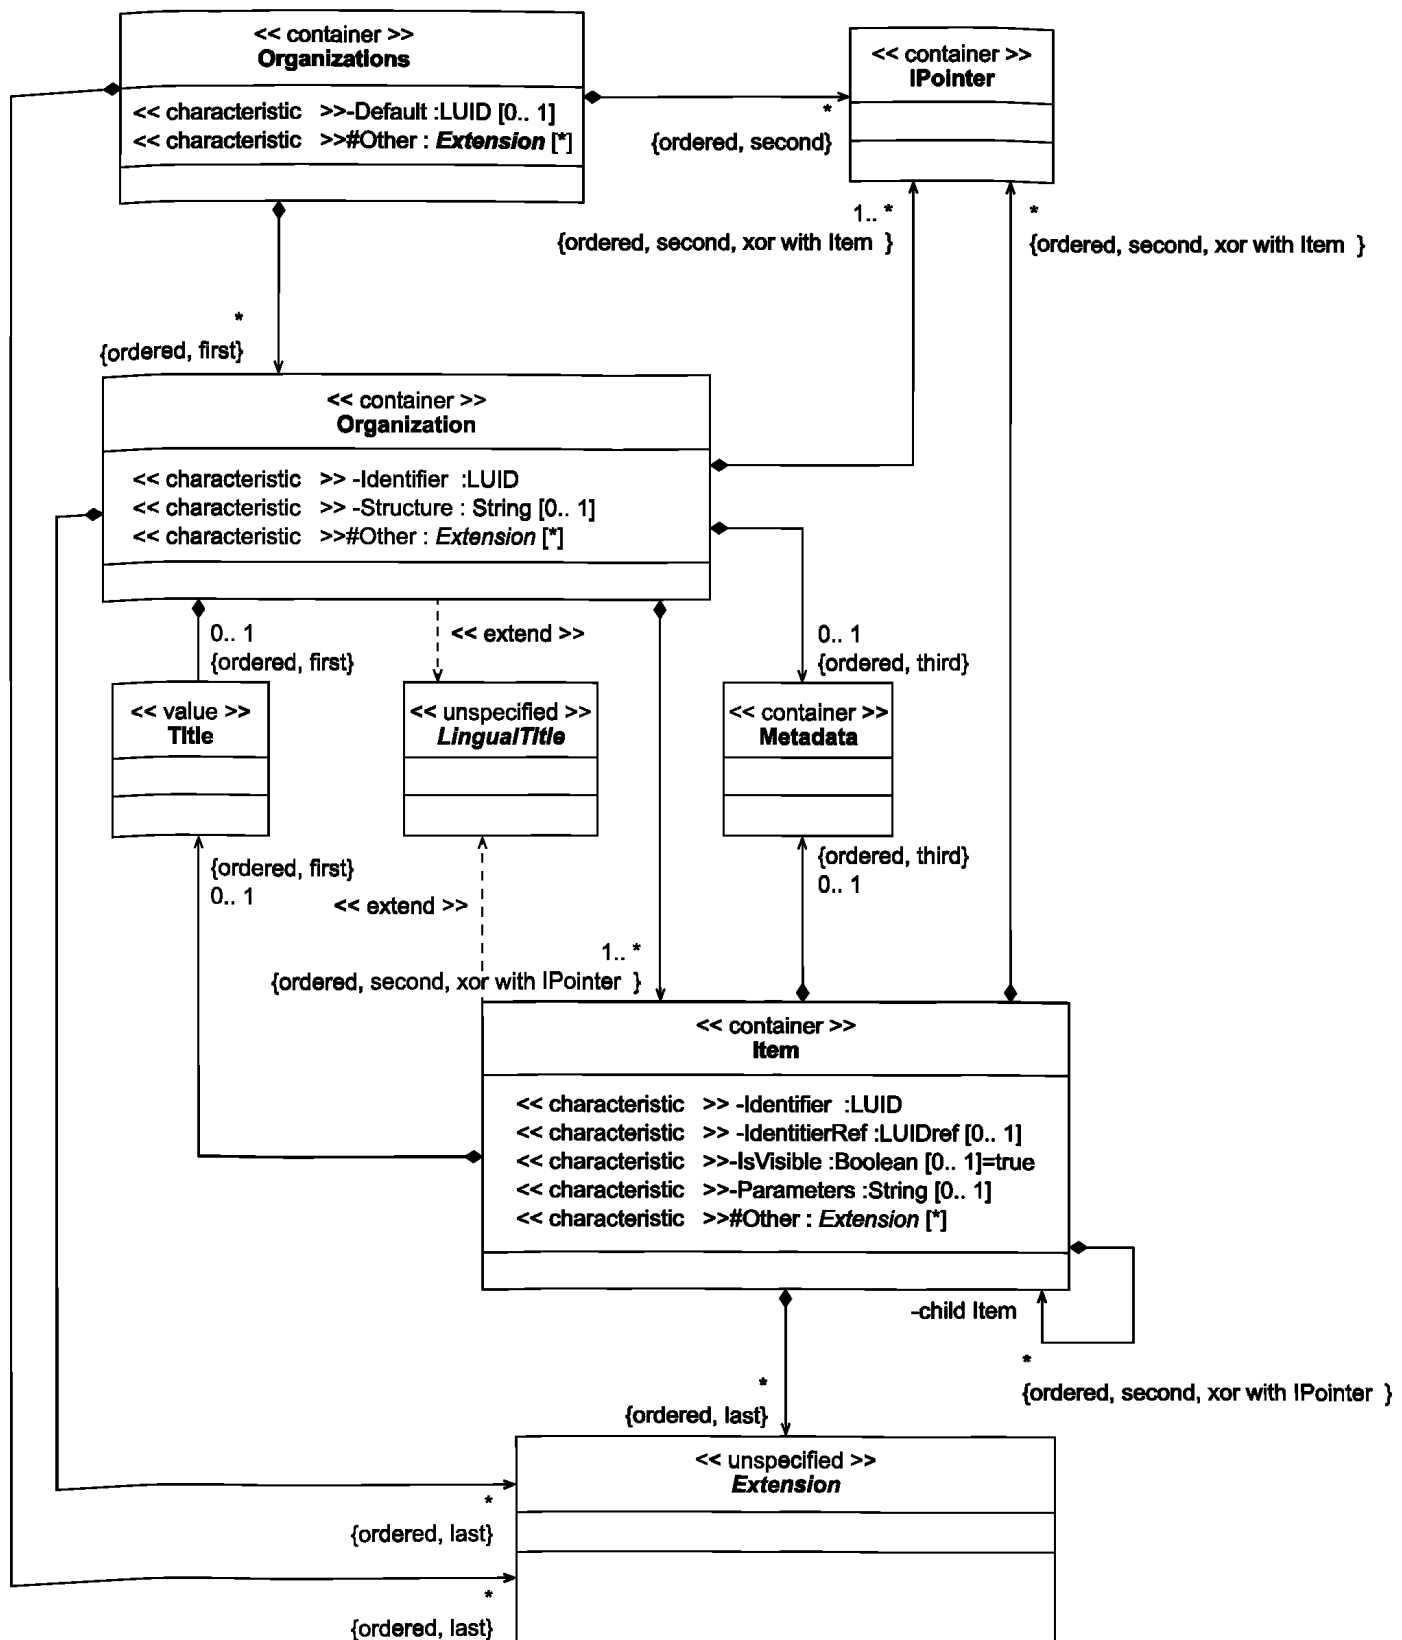 << container >>
Organizations
<< characteristic >>-Default :LUID [0.. 1]
<< characteristic >>#Other : Extension [*]
<< container >>
IPointer
*
{ordered, second}
1.. *
{ordered, second, xor with Item }
*
{ordered, second, xor with Item }
*
{ordered, first}
<< container >>
Organization
<< characteristic >> -Identifier :LUID
<< characteristic >> -Structure : String [0.. 1]
<< characteristic >>#Other : Extension [*]
0.. 1
{ordered, first}
<< extend >>
0.. 1
{ordered, third}
<< value >>
Title
<< unspecified >>
LingualTitle
<< container >>
Metadata
{ordered, first}
0.. 1
<< extend >>
{ordered, third}
0.. 1
1.. *
{ordered, second, xor with IPointer }
<< container >>
Item
<< characteristic >> -Identifier :LUID
<< characteristic >> -IdentitierRef :LUIDref [0.. 1]
<< characteristic >>-IsVisible :Boolean [0.. 1]=true
<< characteristic >>-Parameters :String [0.. 1]
<< characteristic >>#Other : Extension [*]
-child Item
*
{ordered, second, xor with IPointer }
*
{ordered, last}
<< unspecified >>
Extension
*
{ordered, last}
*
{ordered, last}